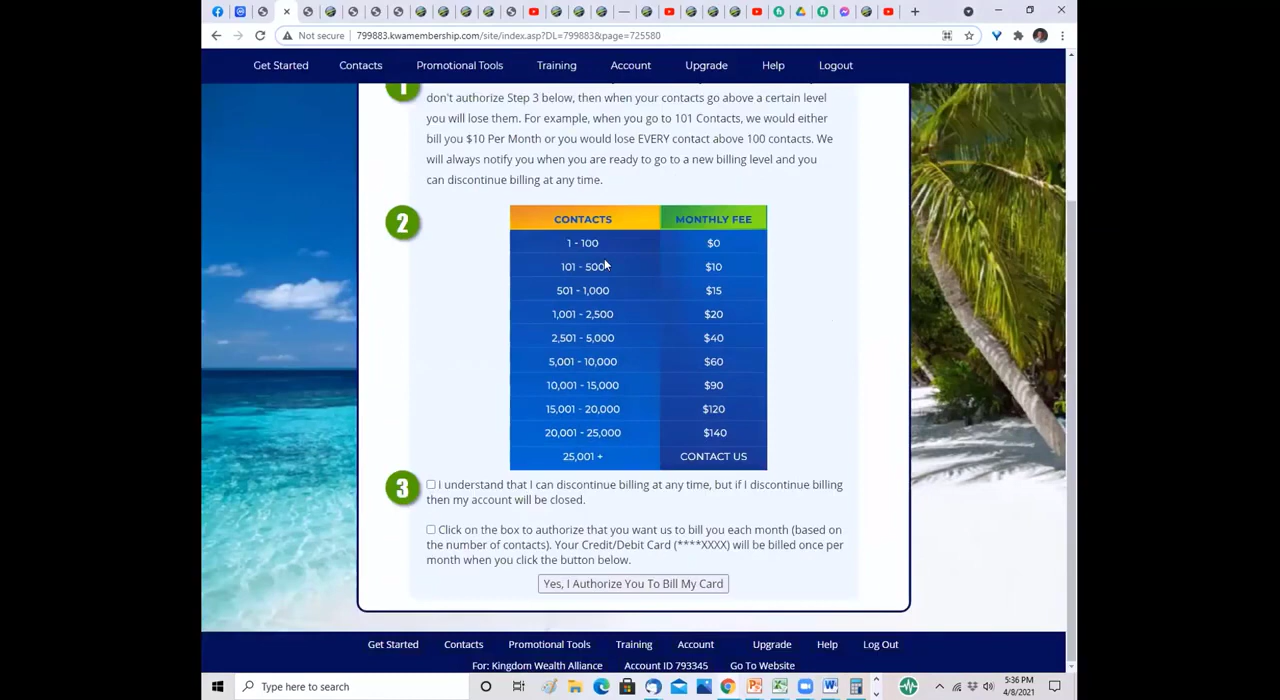 Not secure 799883.kwamembership.com/site/index.asp?DL=799883&page=725580
Get Started Contacts Promotional Tools Training Account Upgrade Help Logout
1
don't authorize Step 3 below, then when your contacts go above a certain level
you will lose them. For example, when you go to 101 Contacts, we would either
bill you $10 Per Month or you would lose EVERY contact above 100 contacts. We
will always notify you when you are ready to go to a new billing level and you
can discontinue billing at any time.
2
CONTACTS MONTHLY FEE
1 - 100 $0
101 - 500 $10
501 - 1,000 $15
1,001 - 2,500 $20
2,501 - 5,000 $40
5,001 - 10,000 $60
10,001 - 15,000 $90
15,001 - 20,000 $120
20,001 - 25,000 $140
25,001 + CONTACT US
3
I understand that I can discontinue billing at any time, but if I discontinue billing
then my account will be closed.
Click on the box to authorize that you want us to bill you each month (based on
the number of contacts). Your Credit/Debit Card (****XXXX) will be billed once per
month when you click the button below.
Yes, I Authorize You To Bill My Card
Get Started Contacts Promotional Tools Training Account Upgrade Help Log Out
For: Kingdom Wealth Alliance Account ID 793345 Go To Website
Type here to search
5:36 PM
4/8/2021